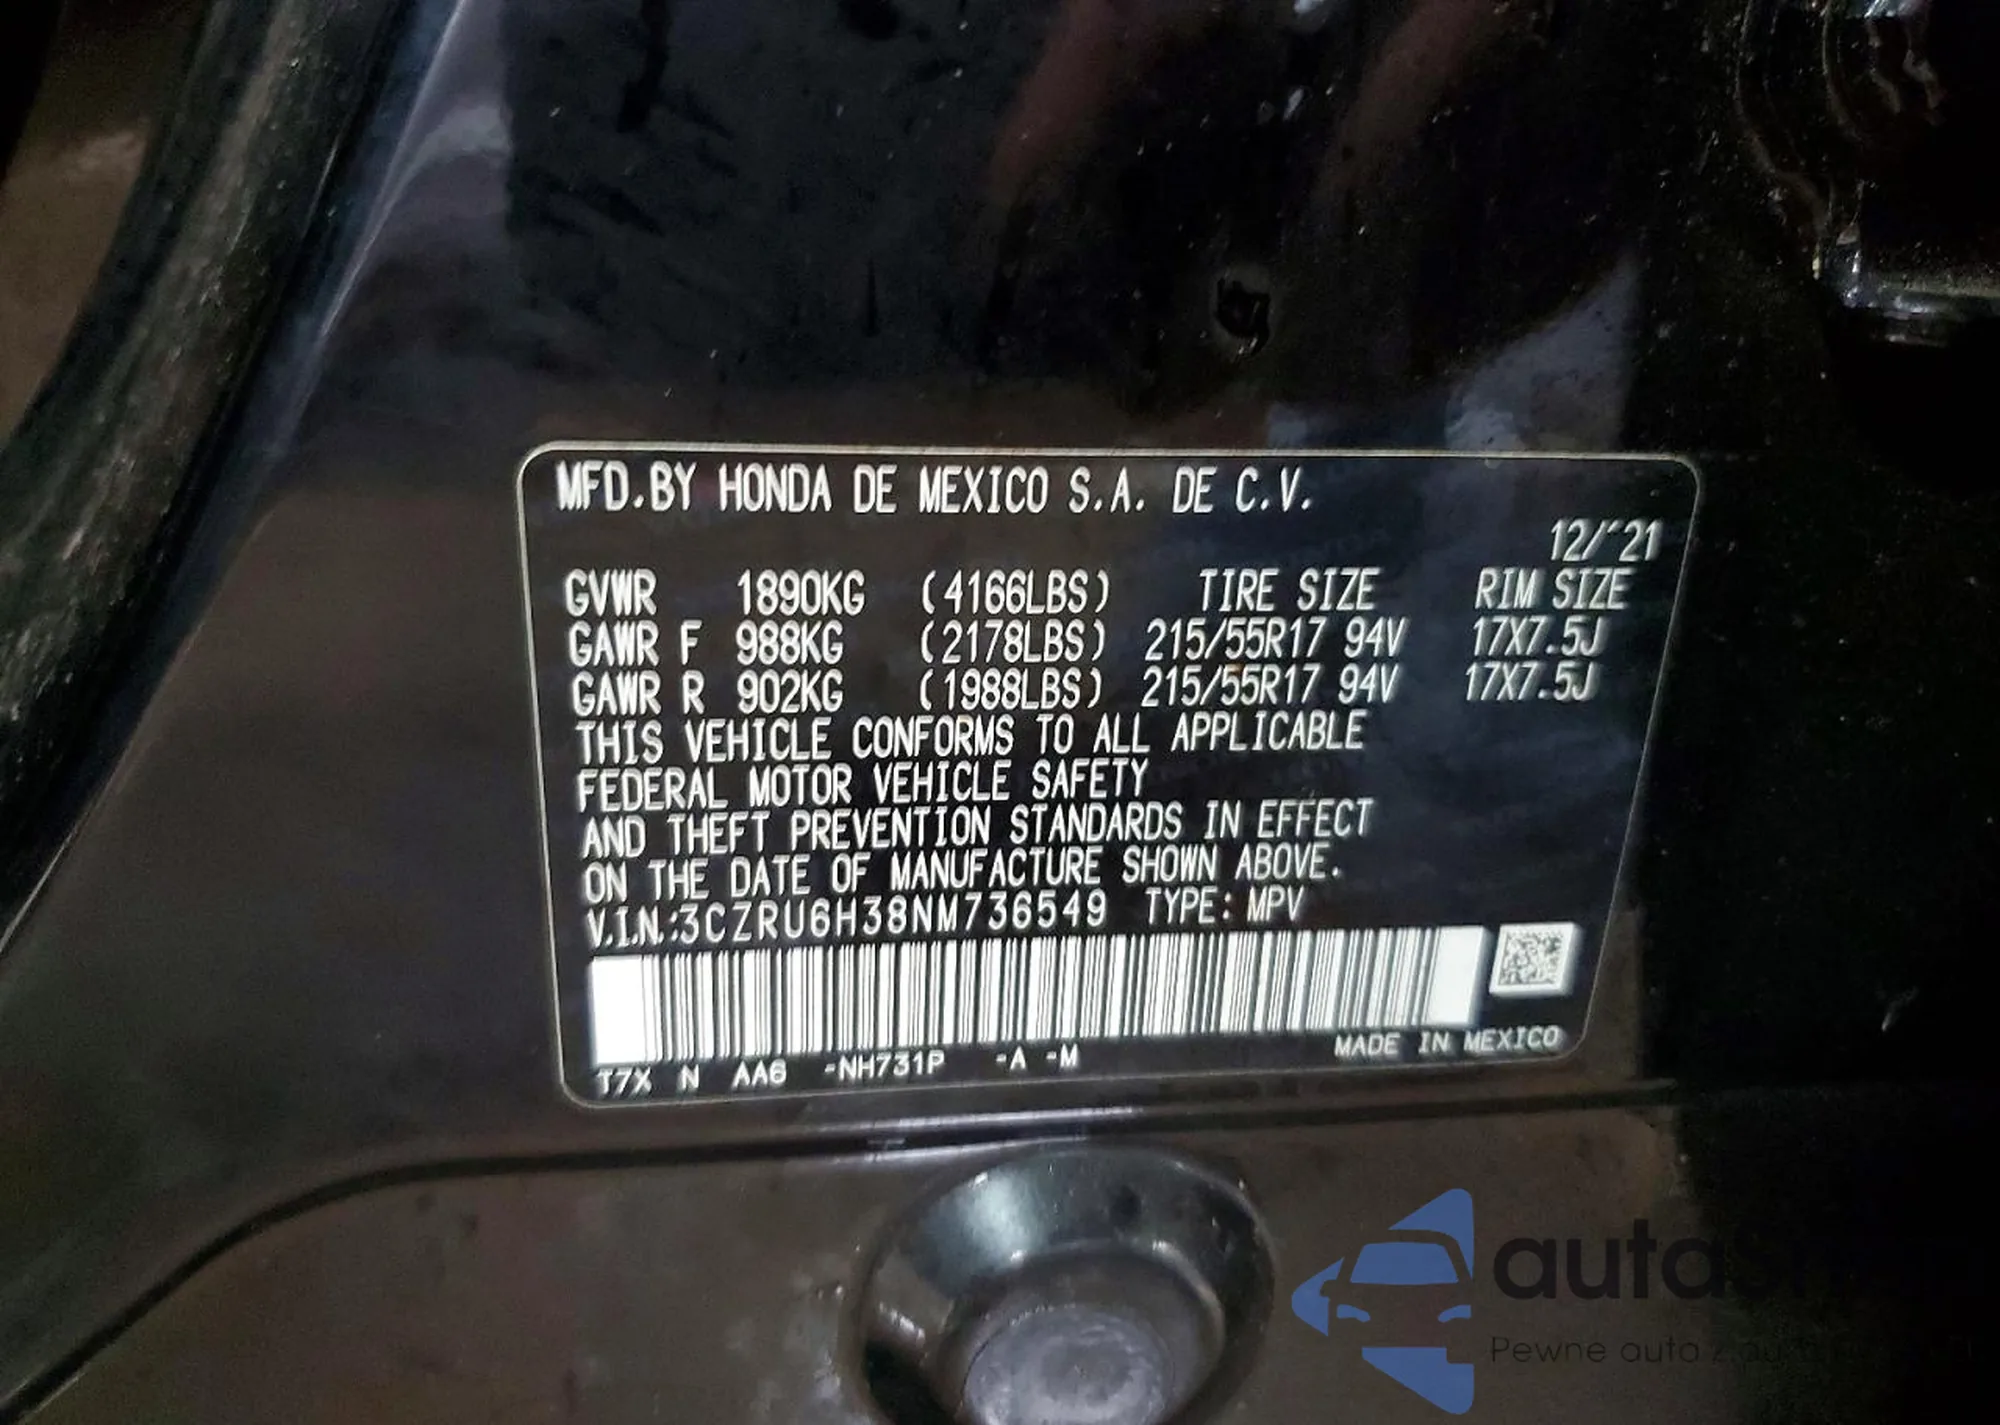 MFD.BY HONDA DE MEXICO S.A. DE C.V.
12/"21
GVWR 1890KG (4166LBS) TIRE SIZE RIM SIZE
GAWR F 988KG (2178LBS) 215/55R17 94V 17X7.5J
GAWR R 902KG (1988LBS) 215/55R17 94V 17X7.5J
THIS VEHICLE CONFORMS TO ALL APPLICABLE
FEDERAL MOTOR VEHICLE SAFETY
AND THEFT PREVENTION STANDARDS IN EFFECT
ON THE DATE OF MANUFACTURE SHOWN ABOVE.
V.I.N.:3CZRU6H38NM736549 TYPE: MPV
T7X N AA6 -NH731P -A -M MADE IN MEXICO
Pewne auta z